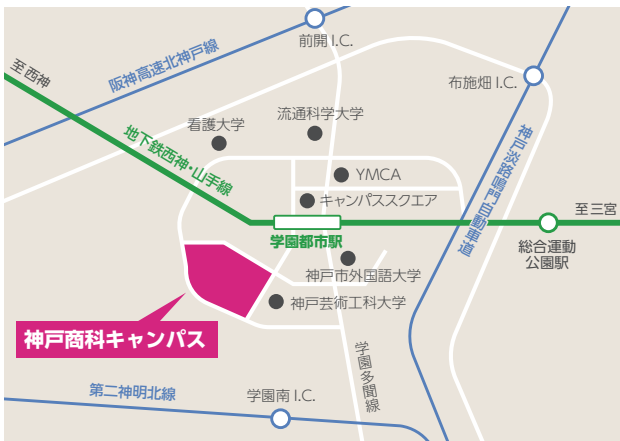 前開 I.C.
阪神高速北神戸線
至西神
布施畑 I.C.
流通科学大学
看護大学
地下鉄西神・山手線
YMCA
キャンパススクエア
神戸淡路鳴門自動車道
至三宮
学園都市駅
総合運動
公園駅
神戸市外国語大学
神戸芸術工科大学
神戸商科キャンパス
学園多聞線
第二神明北線
学園南 I.C.